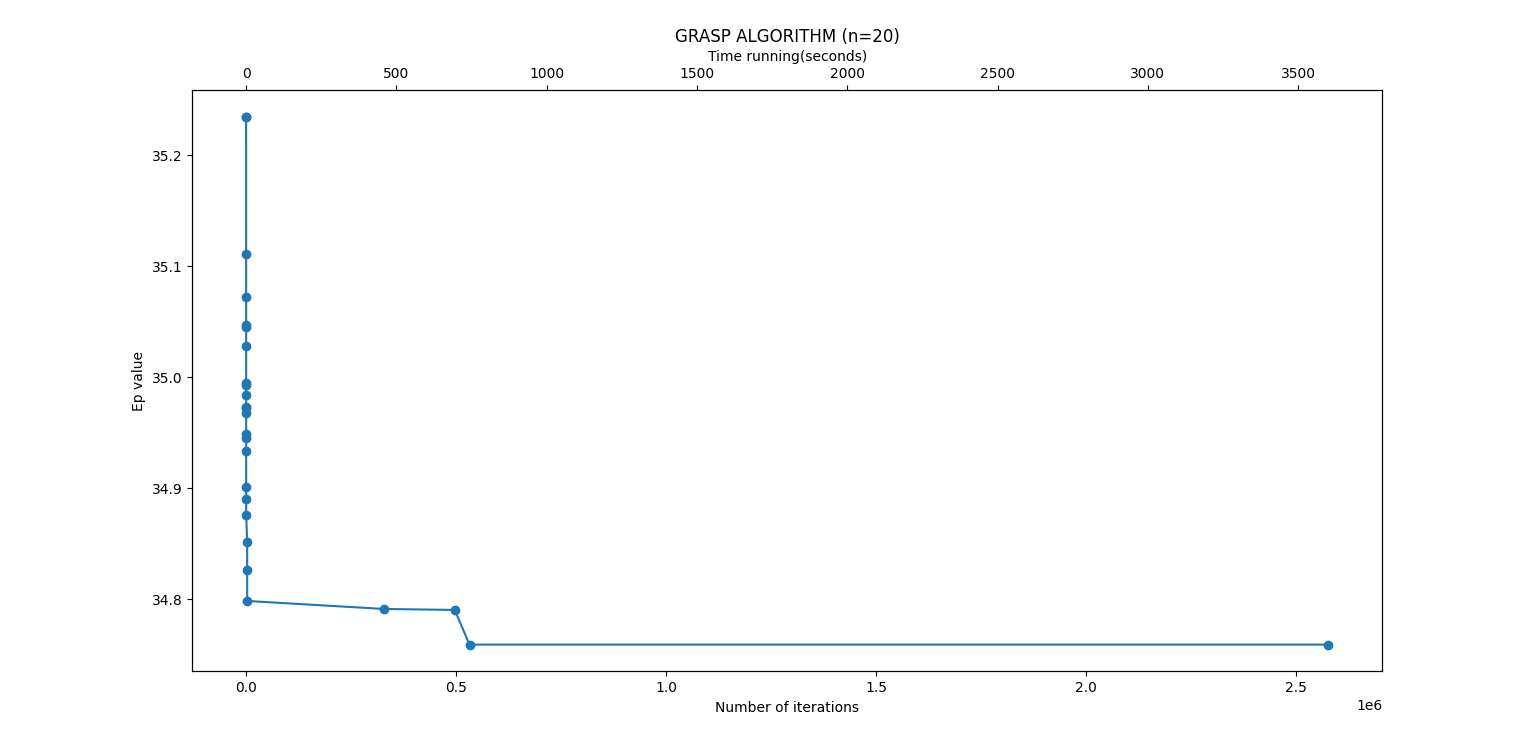 GRASP ALGORITHM (n=20)
Time running(seconds)
0 500 1000 1500 2000 2500 3000 3500
35.2
35.1
35.0
34.9
34.8
Ep value
0.0 0.5 1.0 1.5 2.0 2.5
1e6
Number of iterations